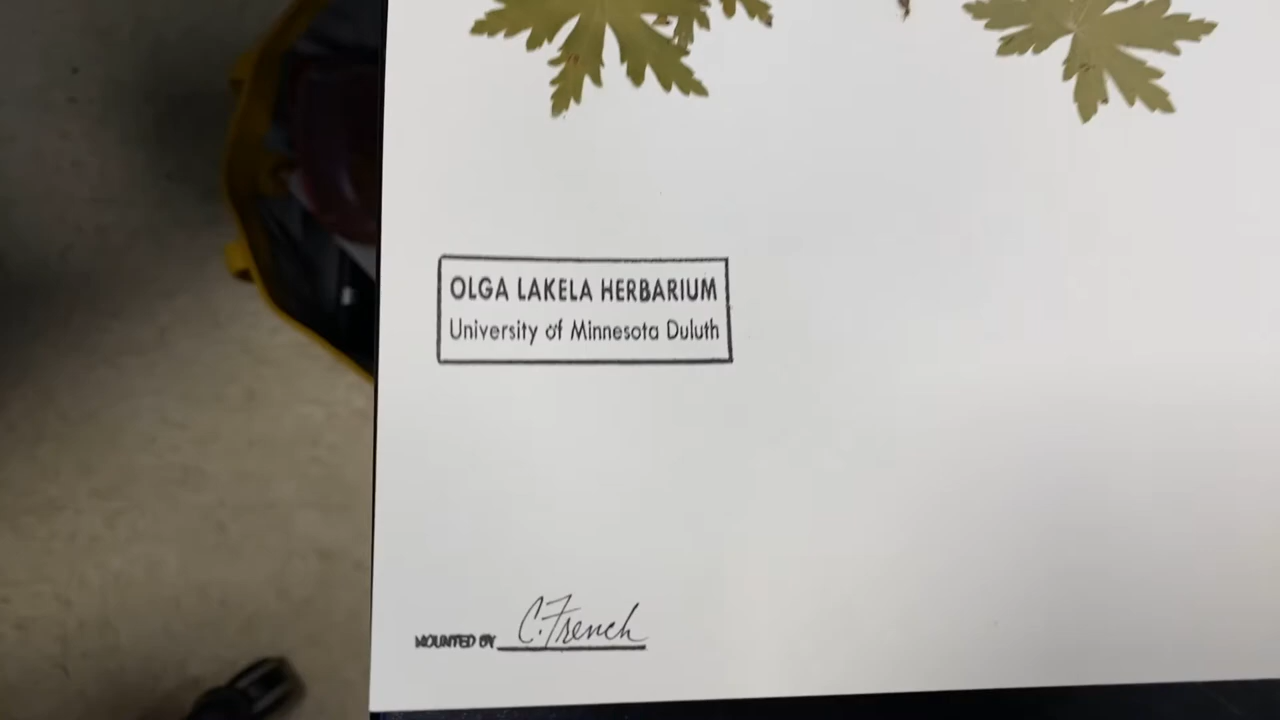 OLGA LAKELA HERBARIUM
University of Minnesota Duluth
MOUNTED BY C. French